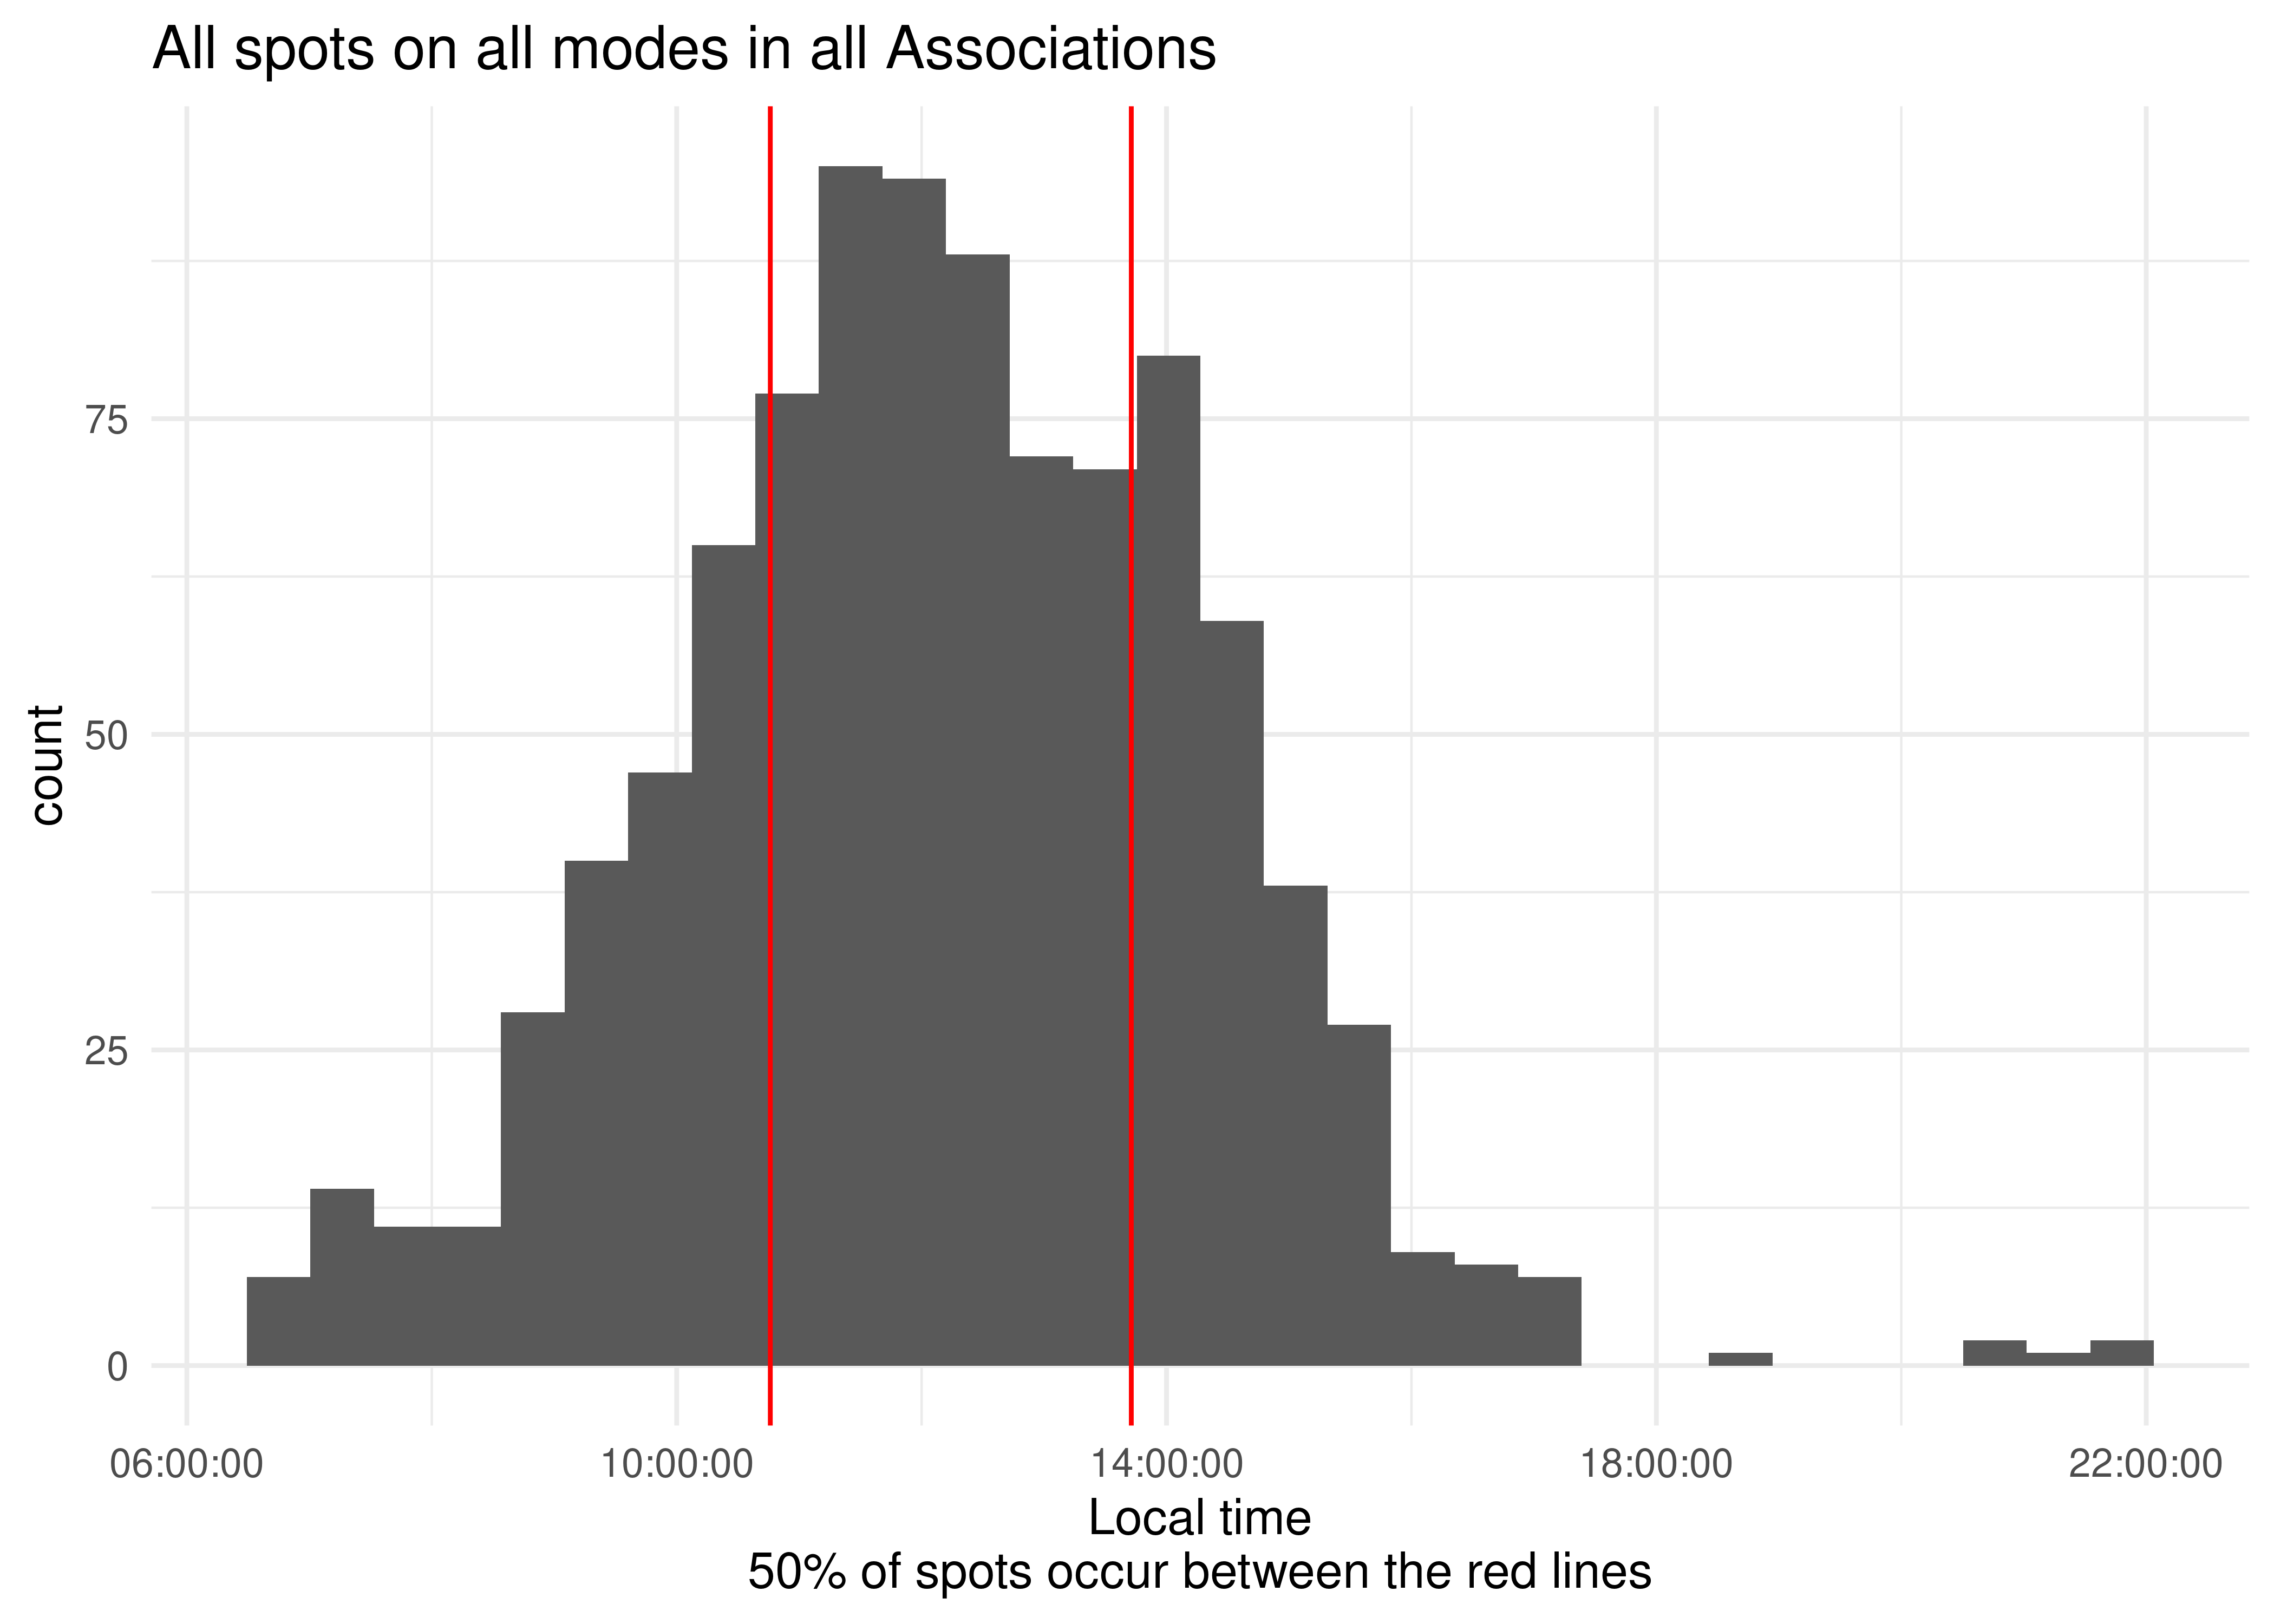 All spots on all modes in all Associations
count
75
50
25
0
06:00:00 10:00:00 14:00:00 18:00:00 22:00:00
Local time
50% of spots occur between the red lines